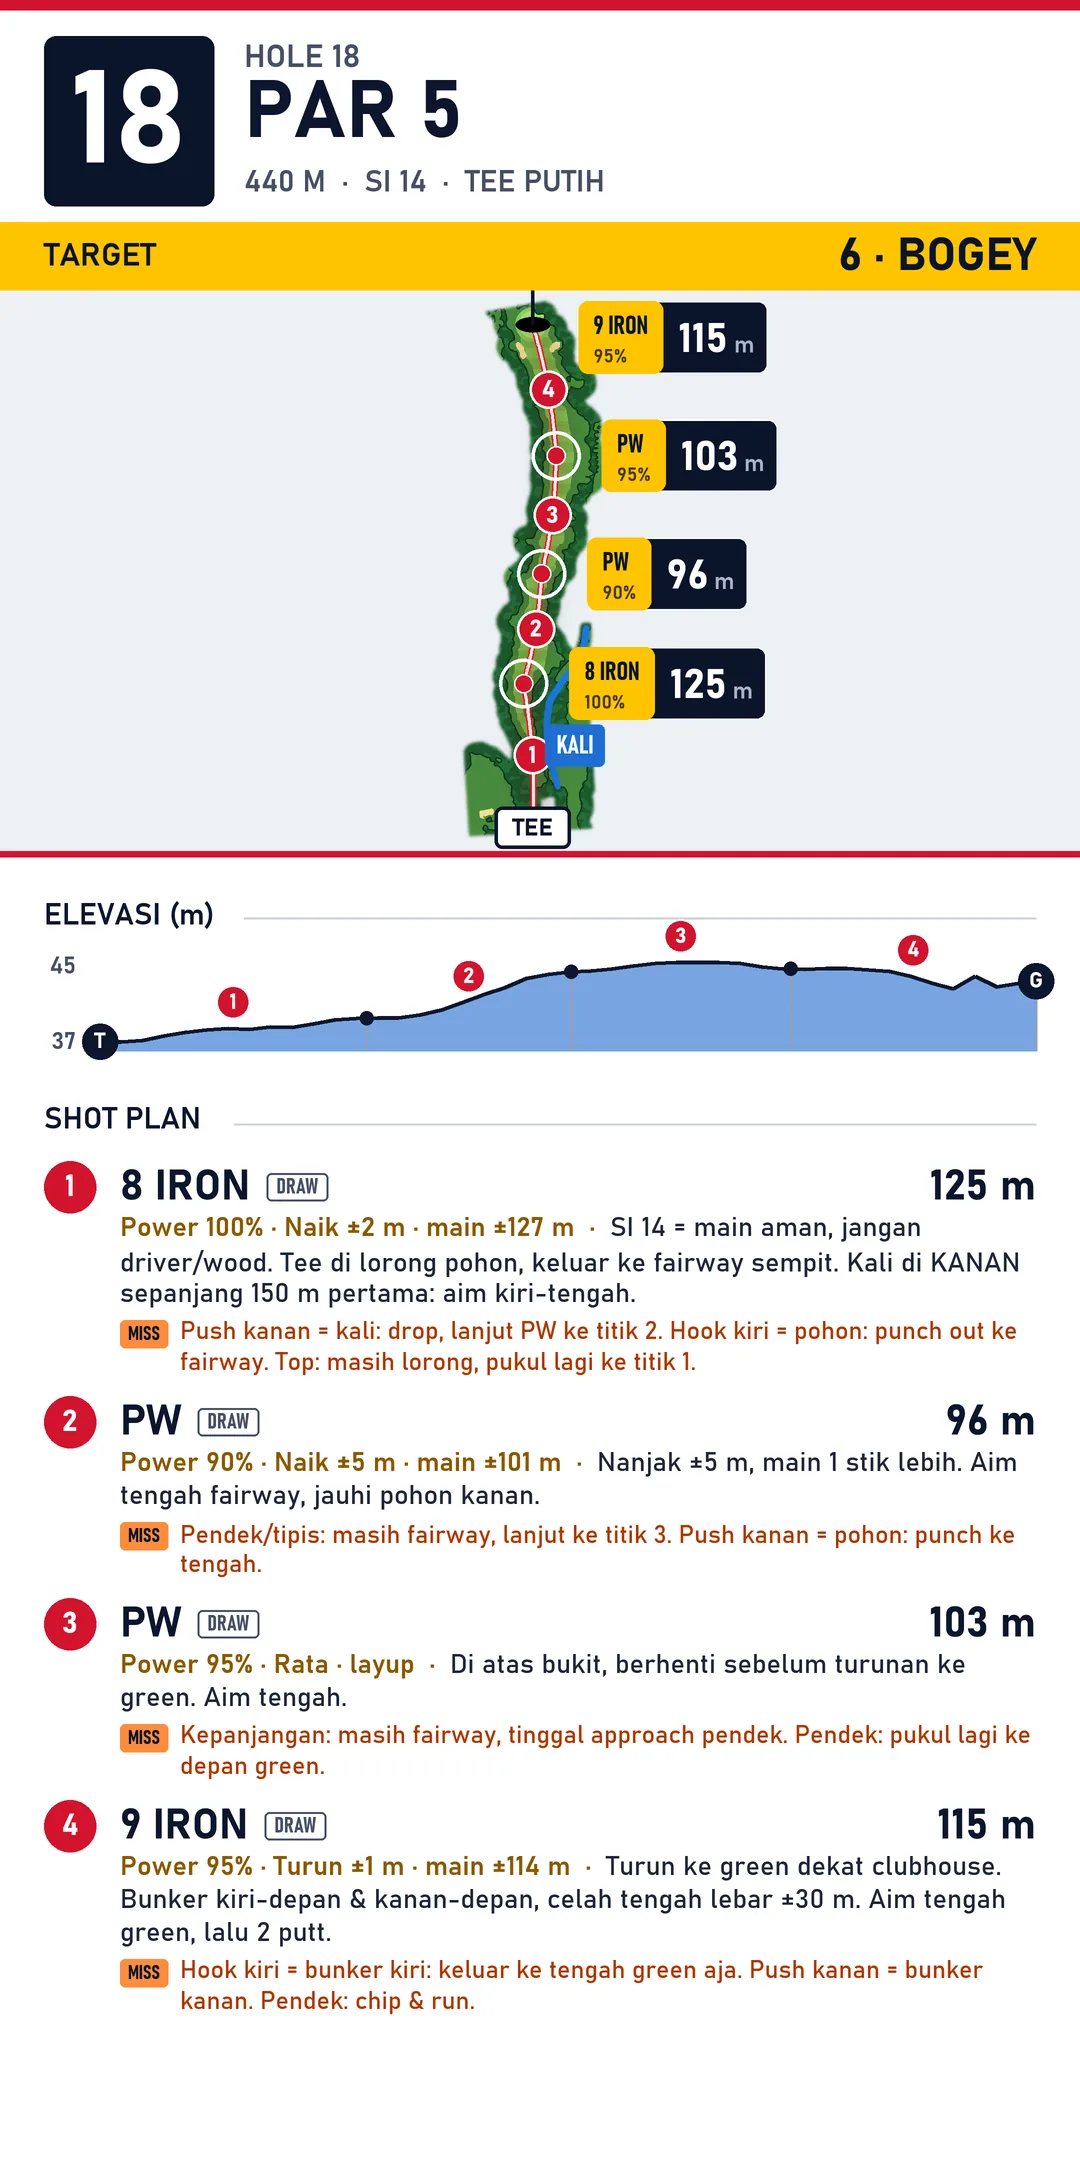 18
HOLE 18
PAR 5
440 M · SI 14 · TEE PUTIH
TARGET
6 · BOGEY
9 IRON
95%
115 m
4
PW
95%
103 m
3
PW
90%
96 m
2
8 IRON
100%
125 m
KALI
1
TEE
ELEVASI (m)
45
37
T
1
2
3
4
G
SHOT PLAN
1
8 IRON DRAW 125 m
Power 100% · Naik ±2 m · main ±127 m · SI 14 = main aman, jangan
driver/wood. Tee di lorong pohon, keluar ke fairway sempit. Kali di KANAN
sepanjang 150 m pertama: aim kiri-tengah.
MISS Push kanan = kali: drop, lanjut PW ke titik 2. Hook kiri = pohon: punch out ke
fairway. Top: masih lorong, pukul lagi ke titik 1.
2
PW DRAW 96 m
Power 90% · Naik ±5 m · main ±101 m · Nanjak ±5 m, main 1 stik lebih. Aim
tengah fairway, jauhi pohon kanan.
MISS Pendek/tipis: masih fairway, lanjut ke titik 3. Push kanan = pohon: punch ke
tengah.
3
PW DRAW 103 m
Power 95% · Rata · layup · Di atas bukit, berhenti sebelum turunan ke
green. Aim tengah.
MISS Kepanjangan: masih fairway, tinggal approach pendek. Pendek: pukul lagi ke
depan green.
4
9 IRON DRAW 115 m
Power 95% · Turun ±1 m · main ±114 m · Turun ke green dekat clubhouse.
Bunker kiri-depan & kanan-depan, celah tengah lebar ±30 m. Aim tengah
green, lalu 2 putt.
MISS Hook kiri = bunker kiri: keluar ke tengah green aja. Push kanan = bunker
kanan. Pendek: chip & run.